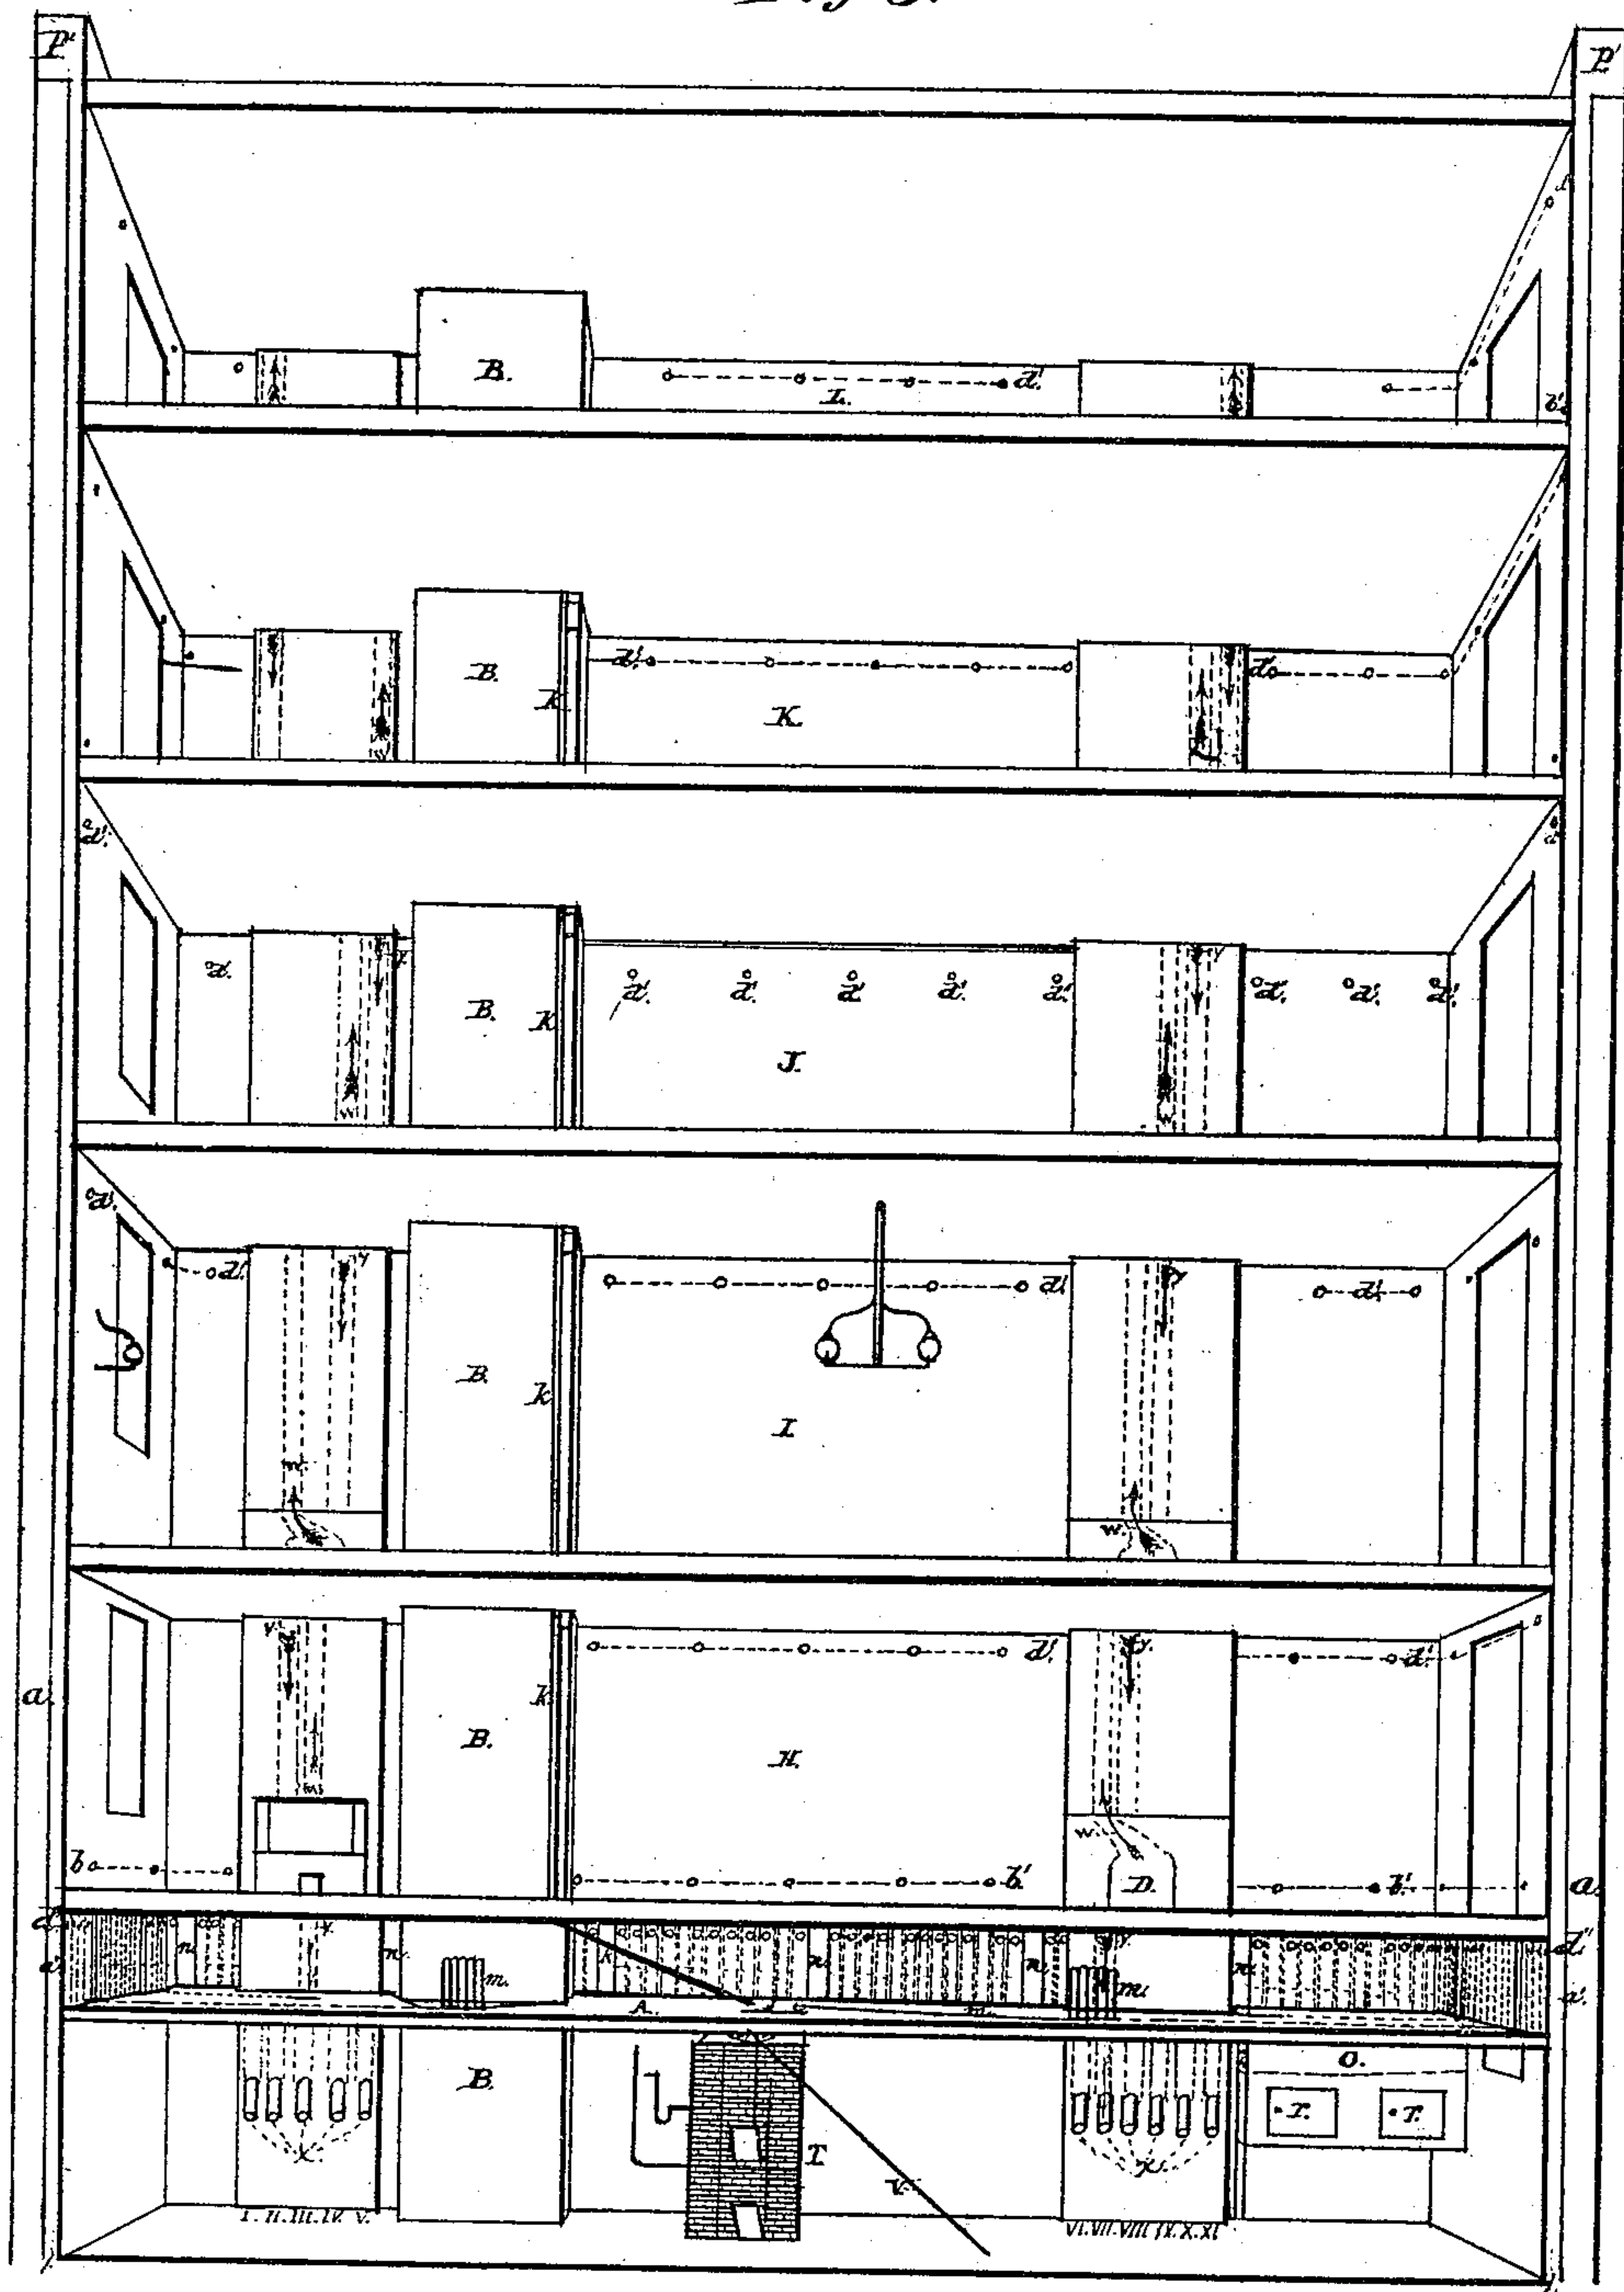 P' P'
d'
B. d'. L. b'.
B. k d'. K. d'.
d'. d'
d'. y. B. k d'. d'. d' d'. d'. y d'. d'. d'.
J.
w w
d'.
d'. y d'. y d'.
B. k
I.
w. w.
y. d'. y. d'.
a k
B. H.
w. w.
b b'. D. b'. a
d' n. y. n. k n. n. y. n. d''
a' m. m. a'.
A. a m.
B. O.
T. T.
X. T V. X.
I. II. III. IV. V. VI. VII. VIII IX. X. XI